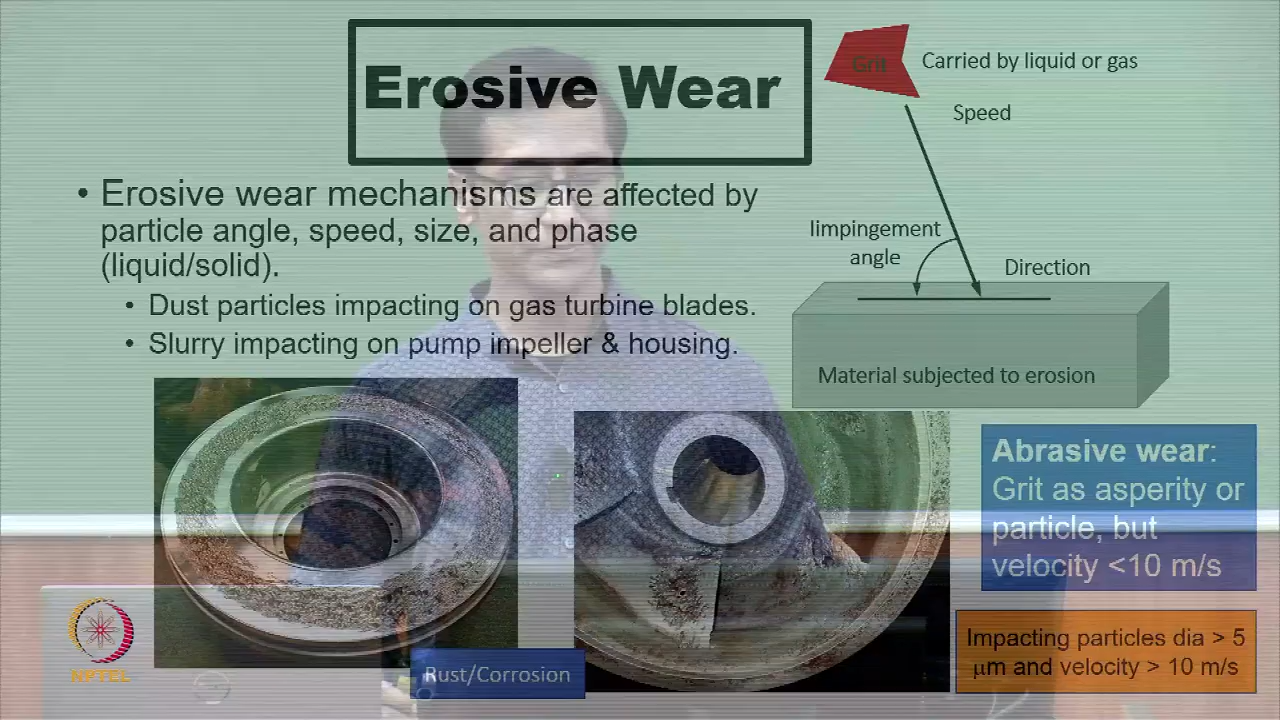 Erosive Wear
Grit
Carried by liquid or gas
Speed
• Erosive wear mechanisms are affected by
particle angle, speed, size, and phase
(liquid/solid).
• Dust particles impacting on gas turbine blades.
• Slurry impacting on pump impeller & housing.
Iimpingement
angle
Direction
Material subjected to erosion
Abrasive wear:
Grit as asperity or
particle, but
velocity <10 m/s
Impacting particles dia > 5
μm and velocity > 10 m/s
Rust/Corrosion
NPTEL